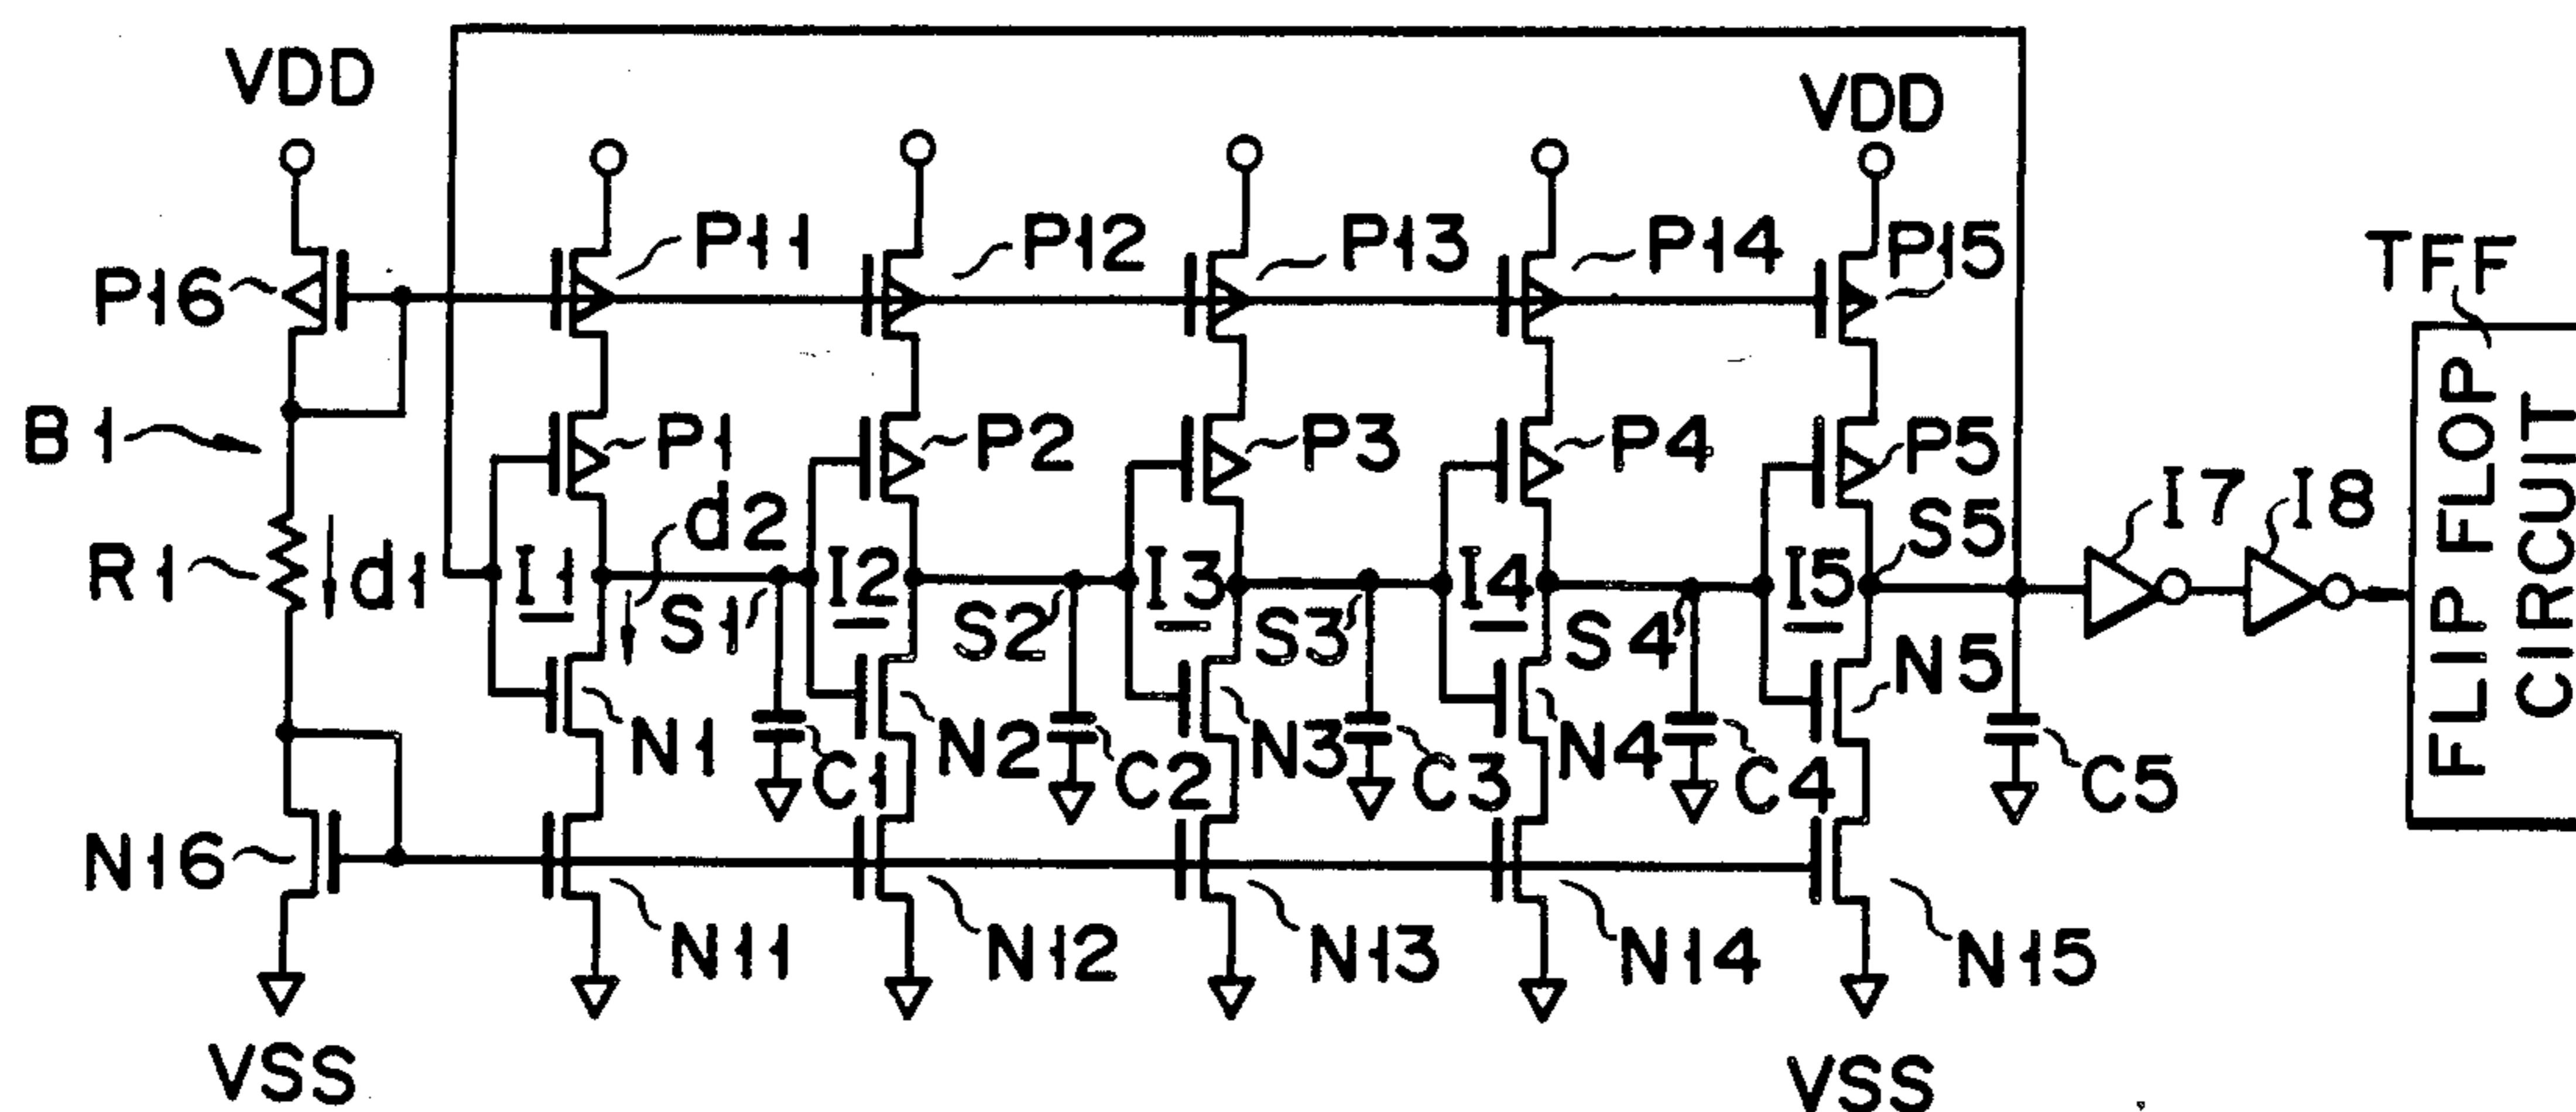 VDD
VDD
P11
P12
P13
P14
P15
TFF
P16
B1
P1
P2
P3
P4
P5
R1
d1
I1
d2
S1
I2
S2
I3
S3
I4
S4
I5
S5
I7
I8
FLIP FLOP
CIRCUIT
N1
C1
N2
C2
N3
C3
N4
C4
N5
C5
N16
N11
N12
N13
N14
N15
VSS
VSS